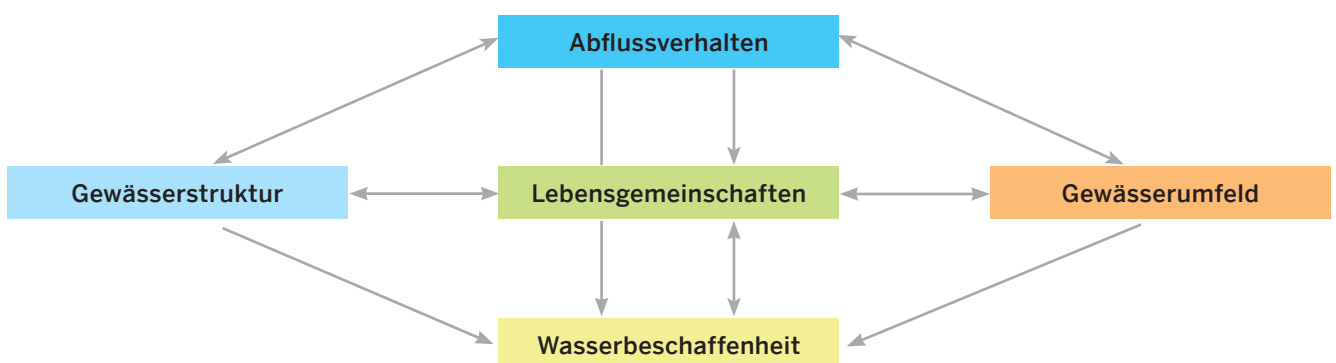 Abflussverhalten
Gewässerstruktur
Lebensgemeinschaften
Gewässerumfeld
Wasserbeschaffenheit